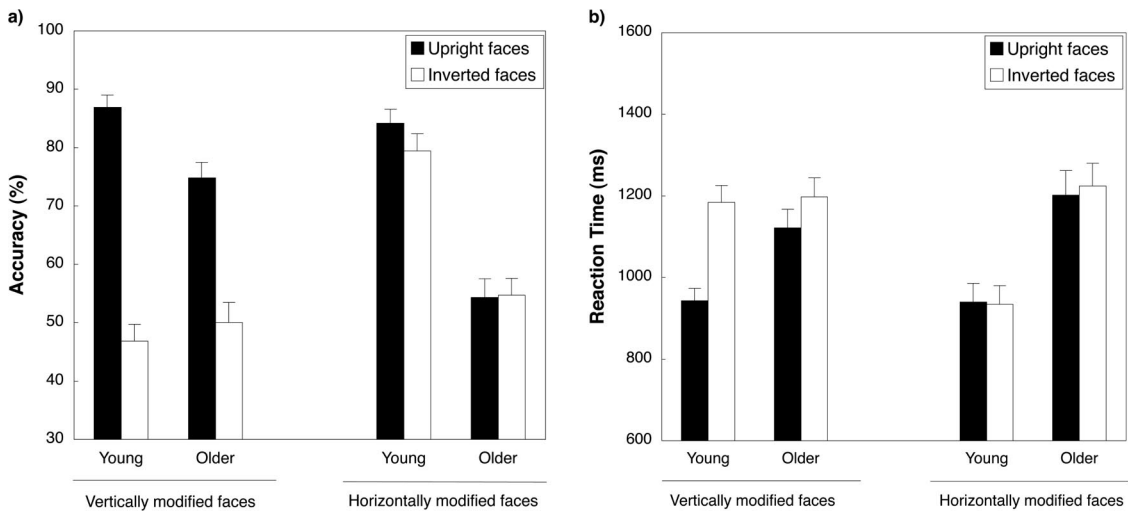 a)
Accuracy (%)
100
90
80
70
60
50
40
30
Upright faces
Inverted faces
Young
Older
Young
Older
Vertically modified faces
Horizontally modified faces
b)
Reaction Time (ms)
1600
1400
1200
1000
800
600
Upright faces
Inverted faces
Young
Older
Young
Older
Vertically modified faces
Horizontally modified faces